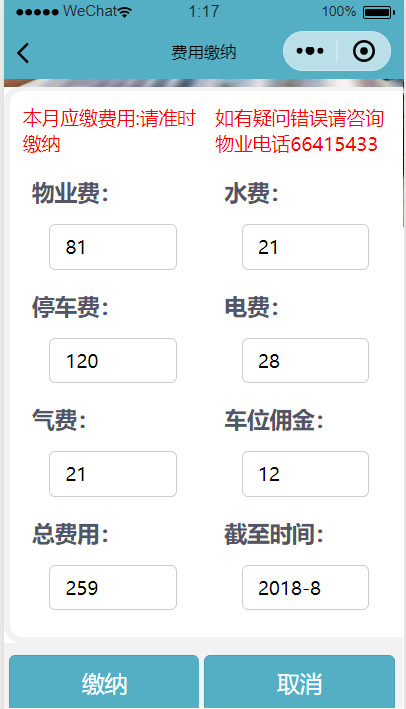 WeChat 1:17 100%
费用缴纳
本月应缴费用:请准时
缴纳
如有疑问错误请咨询
物业电话66415433
物业费: 水费:
81 21
停车费: 电费:
120 28
气费: 车位佣金:
21 12
总费用: 截至时间:
259 2018-8
缴纳 取消